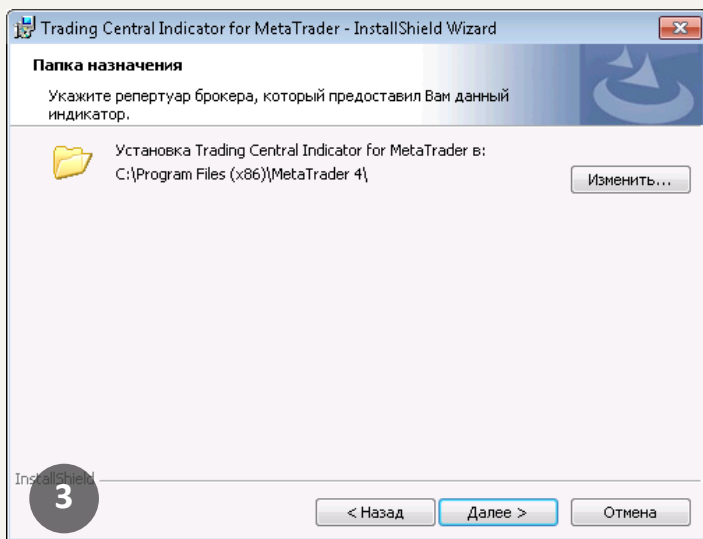 Trading Central Indicator for MetaTrader - InstallShield Wizard
Папка назначения
Укажите репертуар брокера, который предоставил Вам данный
индикатор.
Установка Trading Central Indicator for MetaTrader в:
C:\Program Files (x86)\MetaTrader 4\
Изменить...
InstallShield
3
< Назад
Далее >
Отмена